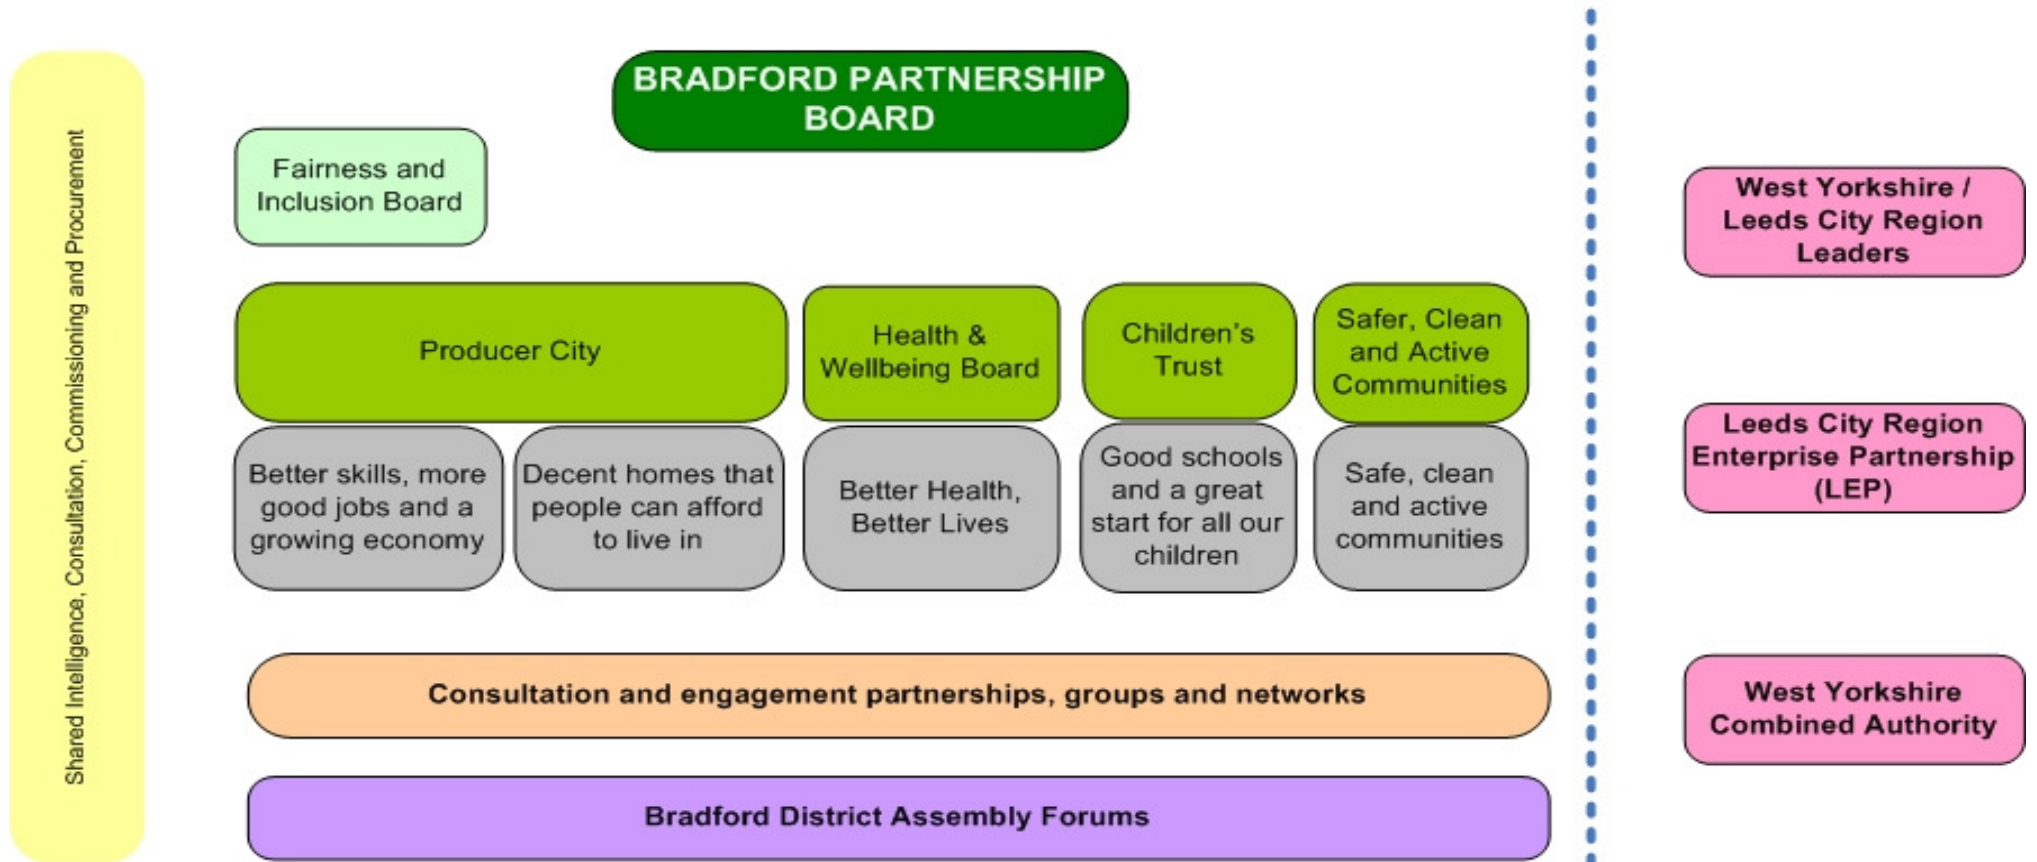 Shared Intelligence, Consultation, Commissioning and Procurement
BRADFORD PARTNERSHIP
BOARD
Fairness and
Inclusion Board
Producer City
Health &
Wellbeing Board
Children's
Trust
Safer, Clean
and Active
Communities
Better skills, more
good jobs and a
growing economy
Decent homes that
people can afford
to live in
Better Health,
Better Lives
Good schools
and a great
start for all our
children
Safe, clean
and active
communities
Consultation and engagement partnerships, groups and networks
Bradford District Assembly Forums
West Yorkshire /
Leeds City Region
Leaders
Leeds City Region
Enterprise Partnership
(LEP)
West Yorkshire
Combined Authority